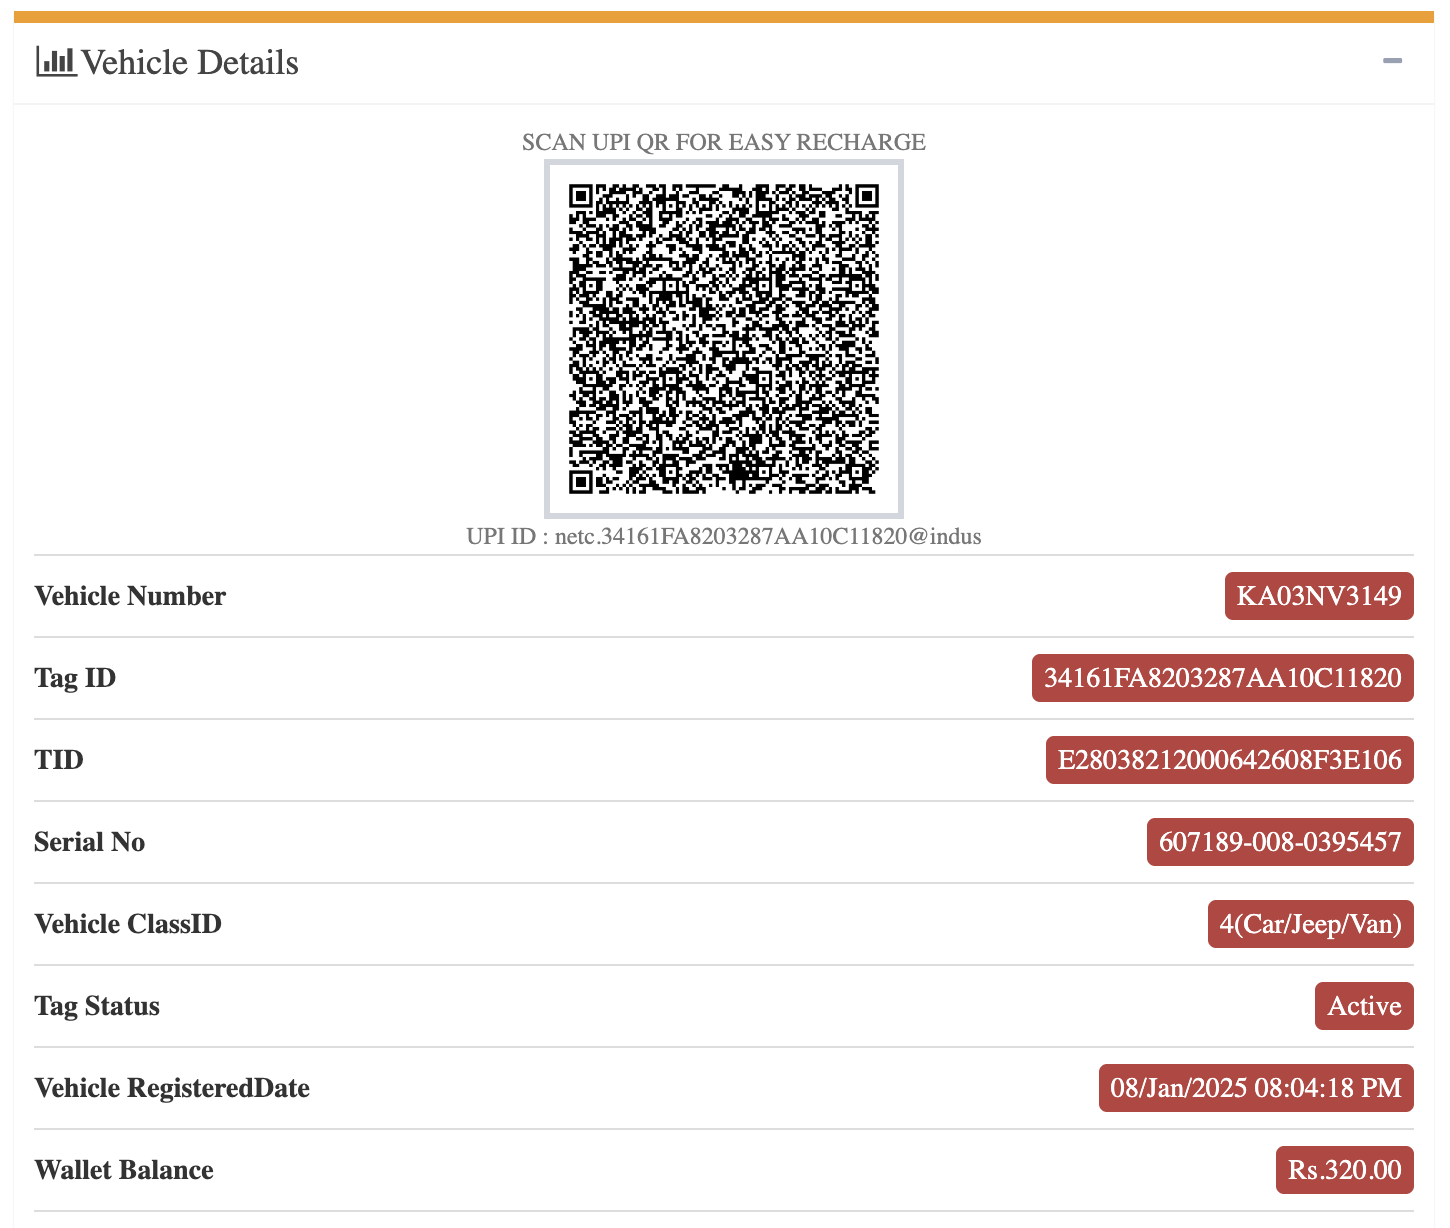 Vehicle Details
SCAN UPI QR FOR EASY RECHARGE
UPI ID : netc.34161FA8203287AA10C11820@indus
Vehicle Number KA03NV3149
Tag ID 34161FA8203287AA10C11820
TID E28038212000642608F3E106
Serial No 607189-008-0395457
Vehicle ClassID 4(Car/Jeep/Van)
Tag Status Active
Vehicle RegisteredDate 08/Jan/2025 08:04:18 PM
Wallet Balance Rs.320.00